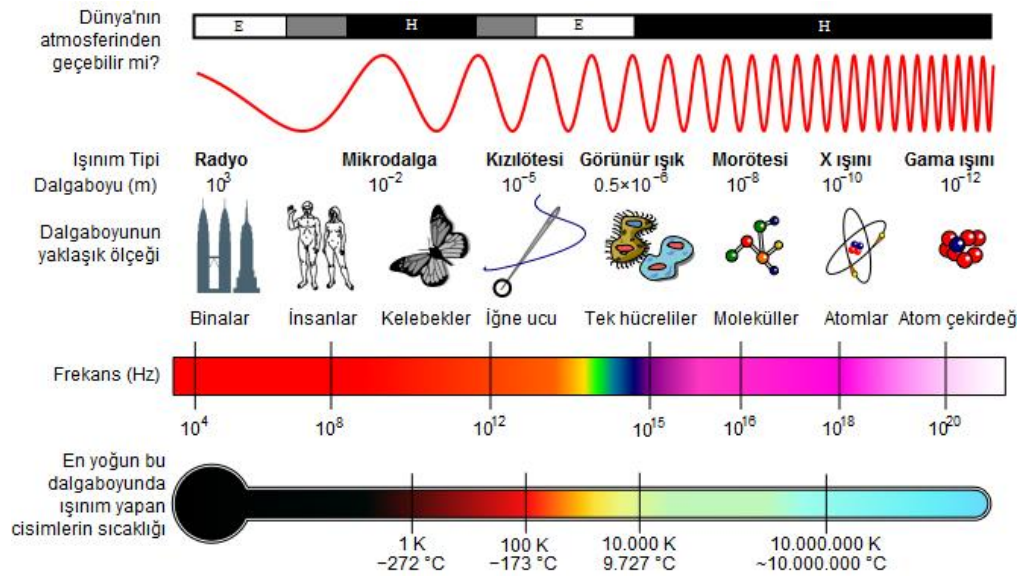 Dünya'nın
atmosferinden
geçebilir mi?
E H E H
Işınım Tipi Radyo Mikrodalga Kızılötesi Görünür ışık Morötesi X ışını Gama ışını
Dalgaboyu (m) 10³ 10⁻² 10⁻⁵ 0.5×10⁻⁶ 10⁻⁸ 10⁻¹⁰ 10⁻¹²
Dalgaboyunun
yaklaşık ölçeği
Binalar İnsanlar Kelebekler İğne ucu Tek hücreliler Moleküller Atomlar Atom çekirdeğ
Frekans (Hz)
10⁴ 10⁸ 10¹² 10¹⁵ 10¹⁶ 10¹⁸ 10²⁰
En yoğun bu
dalgaboyunda
ışınım yapan
cisimlerin sıcaklığı
1 K 100 K 10.000 K 10.000.000 K
−272 °C −173 °C 9.727 °C ~10.000.000 °C